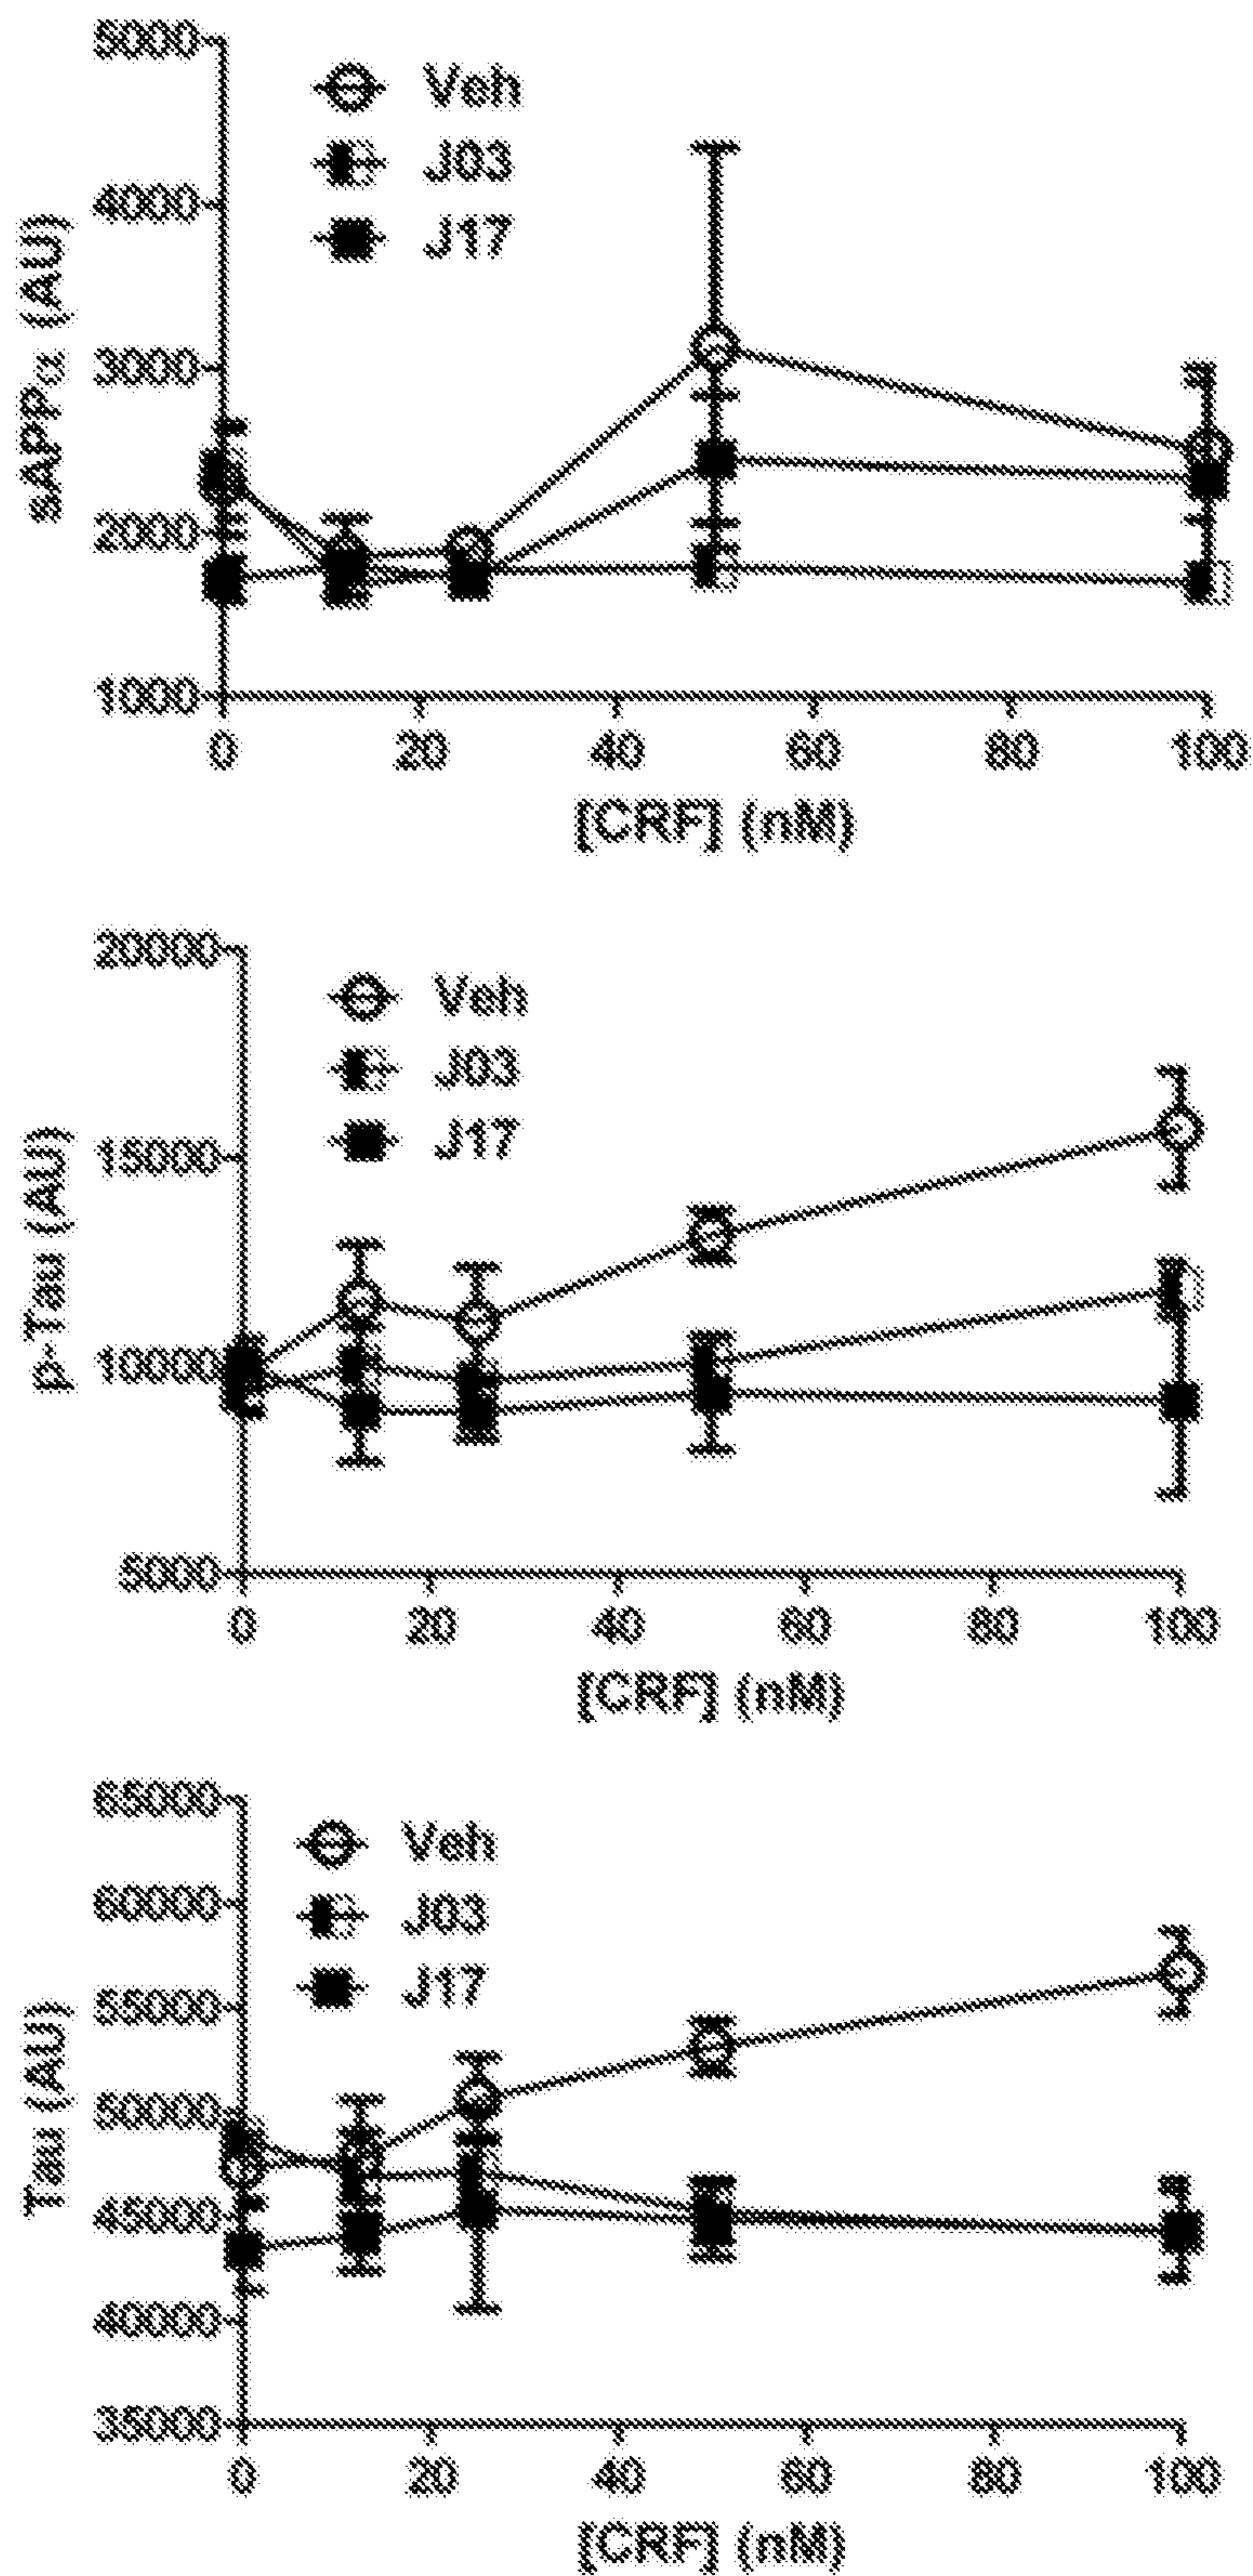 5000
4000
3000
2000
1000
sAPPα (AU)
Veh
J03
J17
0 20 40 60 80 100
[CRF] (nM)
20000
15000
10000
5000
p-Tau (AU)
Veh
J03
J17
0 20 40 60 80 100
[CRF] (nM)
65000
60000
55000
50000
45000
40000
35000
Tau (AU)
Veh
J03
J17
0 20 40 60 80 100
[CRF] (nM)